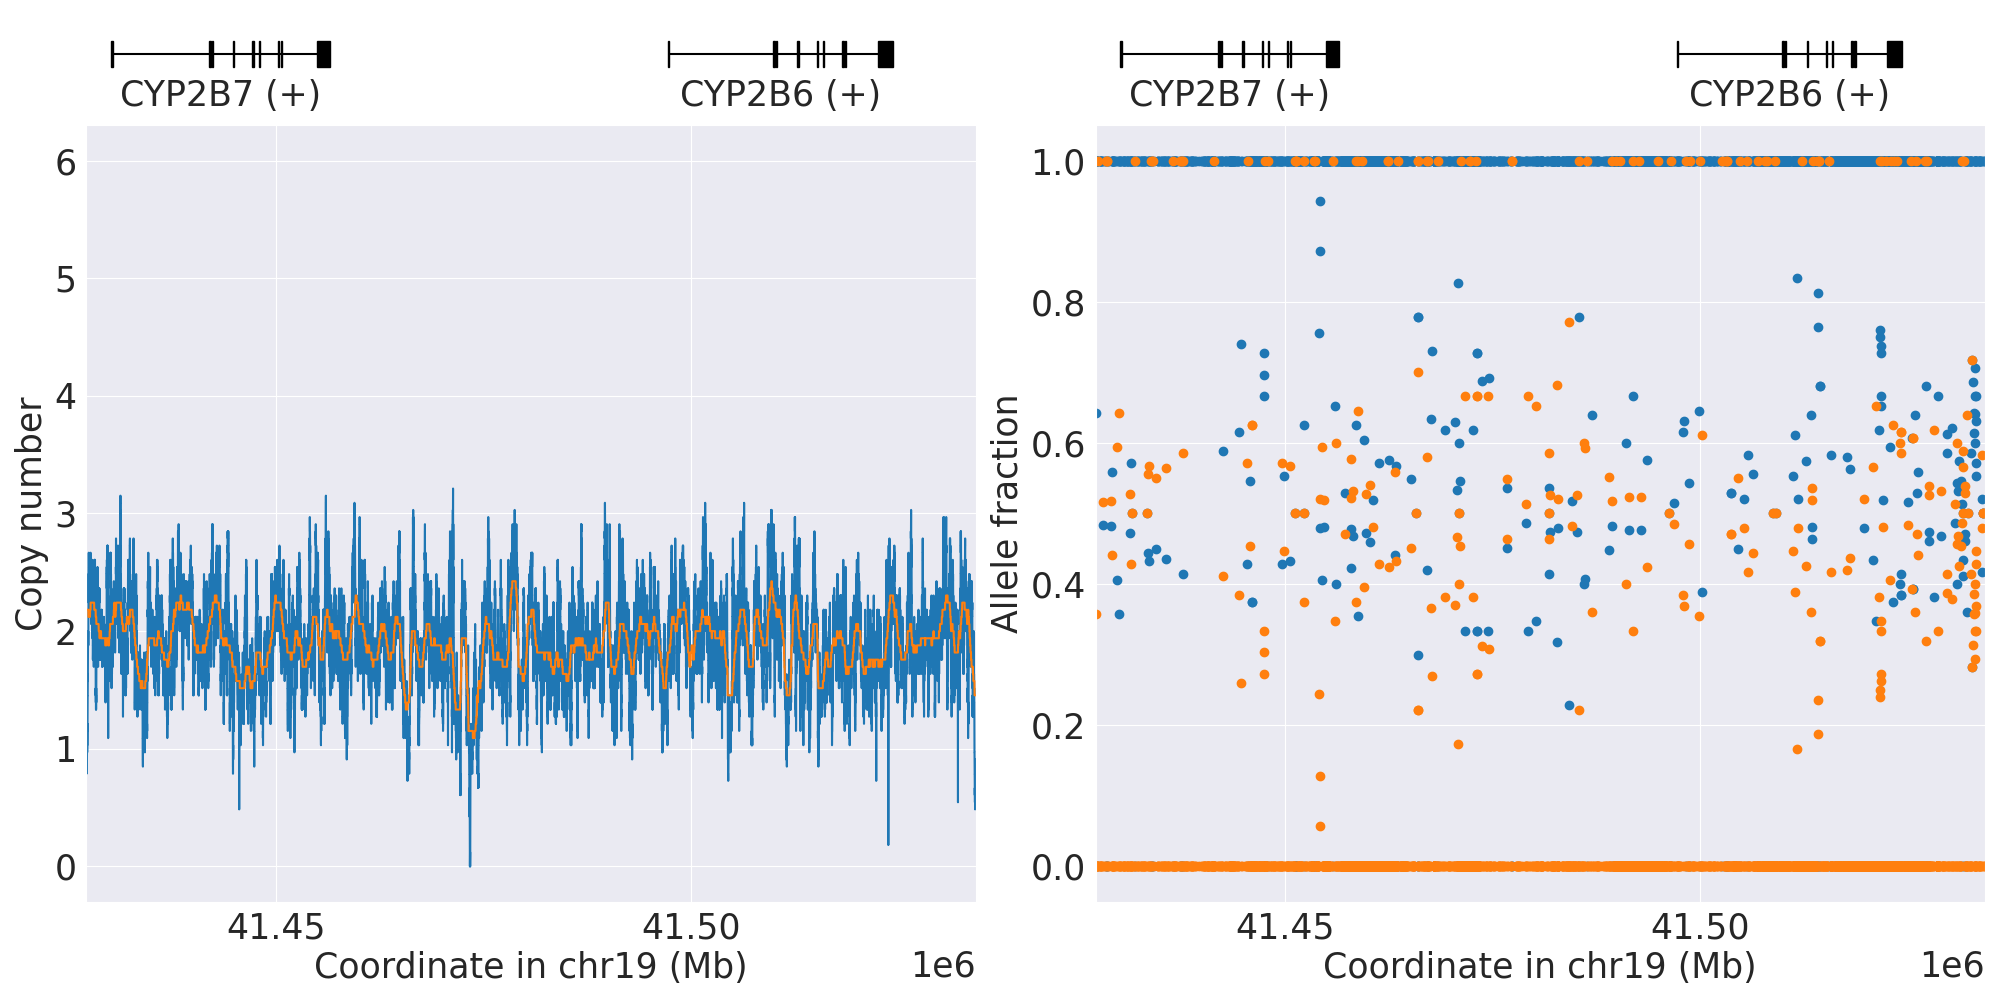 CYP2B7 (+)
CYP2B6 (+)
6
5
4
3
2
1
0
Copy number
41.45
41.50
Coordinate in chr19 (Mb)
1e6
CYP2B7 (+)
CYP2B6 (+)
1.0
0.8
0.6
0.4
0.2
0.0
Allele fraction
41.45
41.50
Coordinate in chr19 (Mb)
1e6